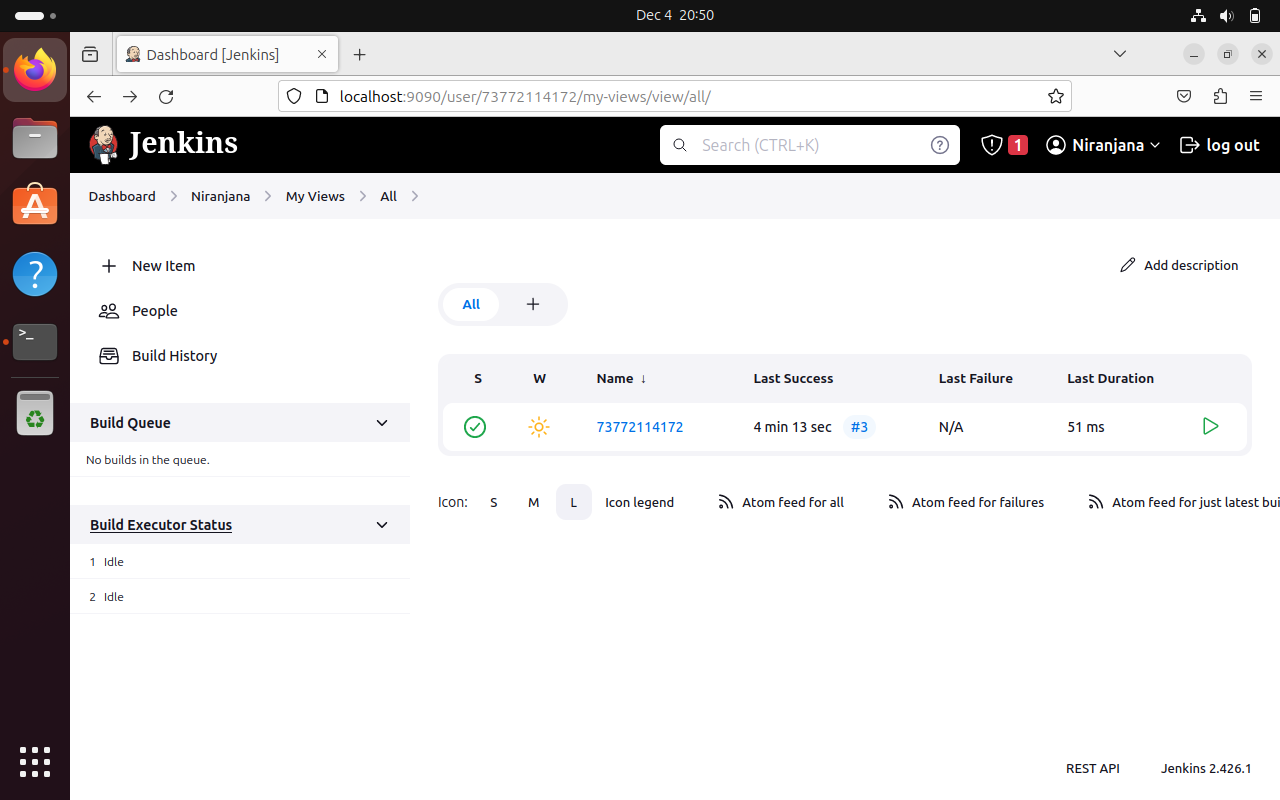 Dec 4 20:50
Dashboard [Jenkins]
localhost:9090/user/73772114172/my-views/view/all/
Jenkins
Search (CTRL+K)
1
Niranjana
log out
Dashboard
Niranjana
My Views
All
New Item
People
Build History
Build Queue
No builds in the queue.
Build Executor Status
1 Idle
2 Idle
Add description
All
S W Name ↓ Last Success Last Failure Last Duration
73772114172 4 min 13 sec #3 N/A 51 ms
Icon: S M L Icon legend Atom feed for all Atom feed for failures Atom feed for just latest bui
REST API Jenkins 2.426.1